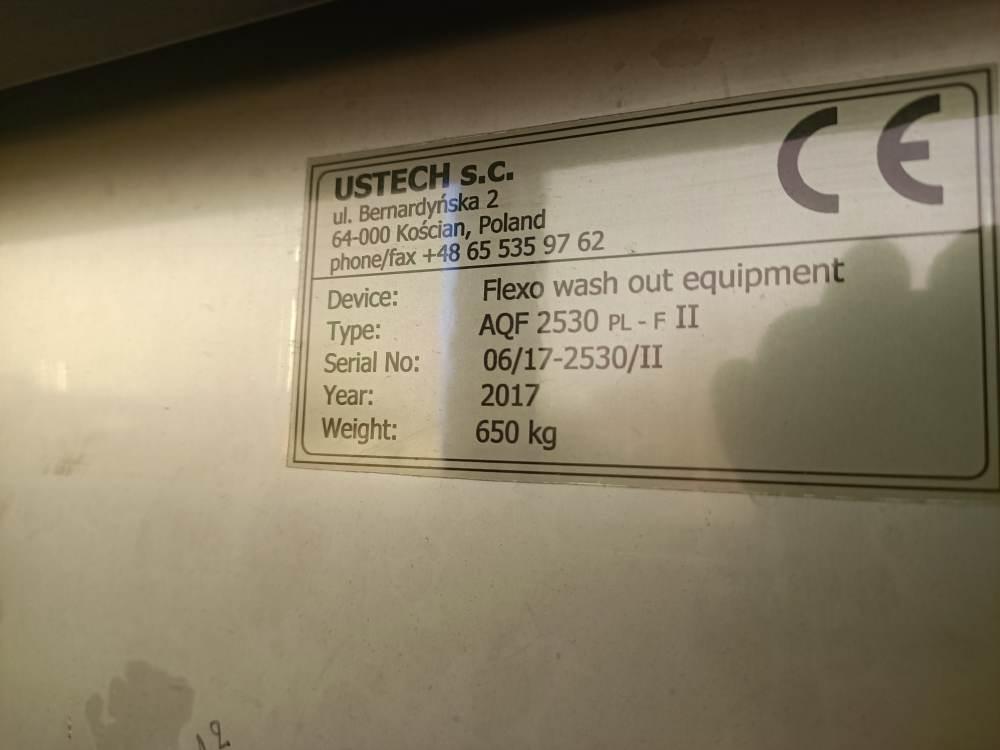 USTECH s.c.
ul. Bernardyńska 2
64-000 Kościan, Poland
phone/fax +48 65 535 97 62
CE
Device: Flexo wash out equipment
Type: AQF 2530 PL - F II
Serial No: 06/17-2530/II
Year: 2017
Weight: 650 kg